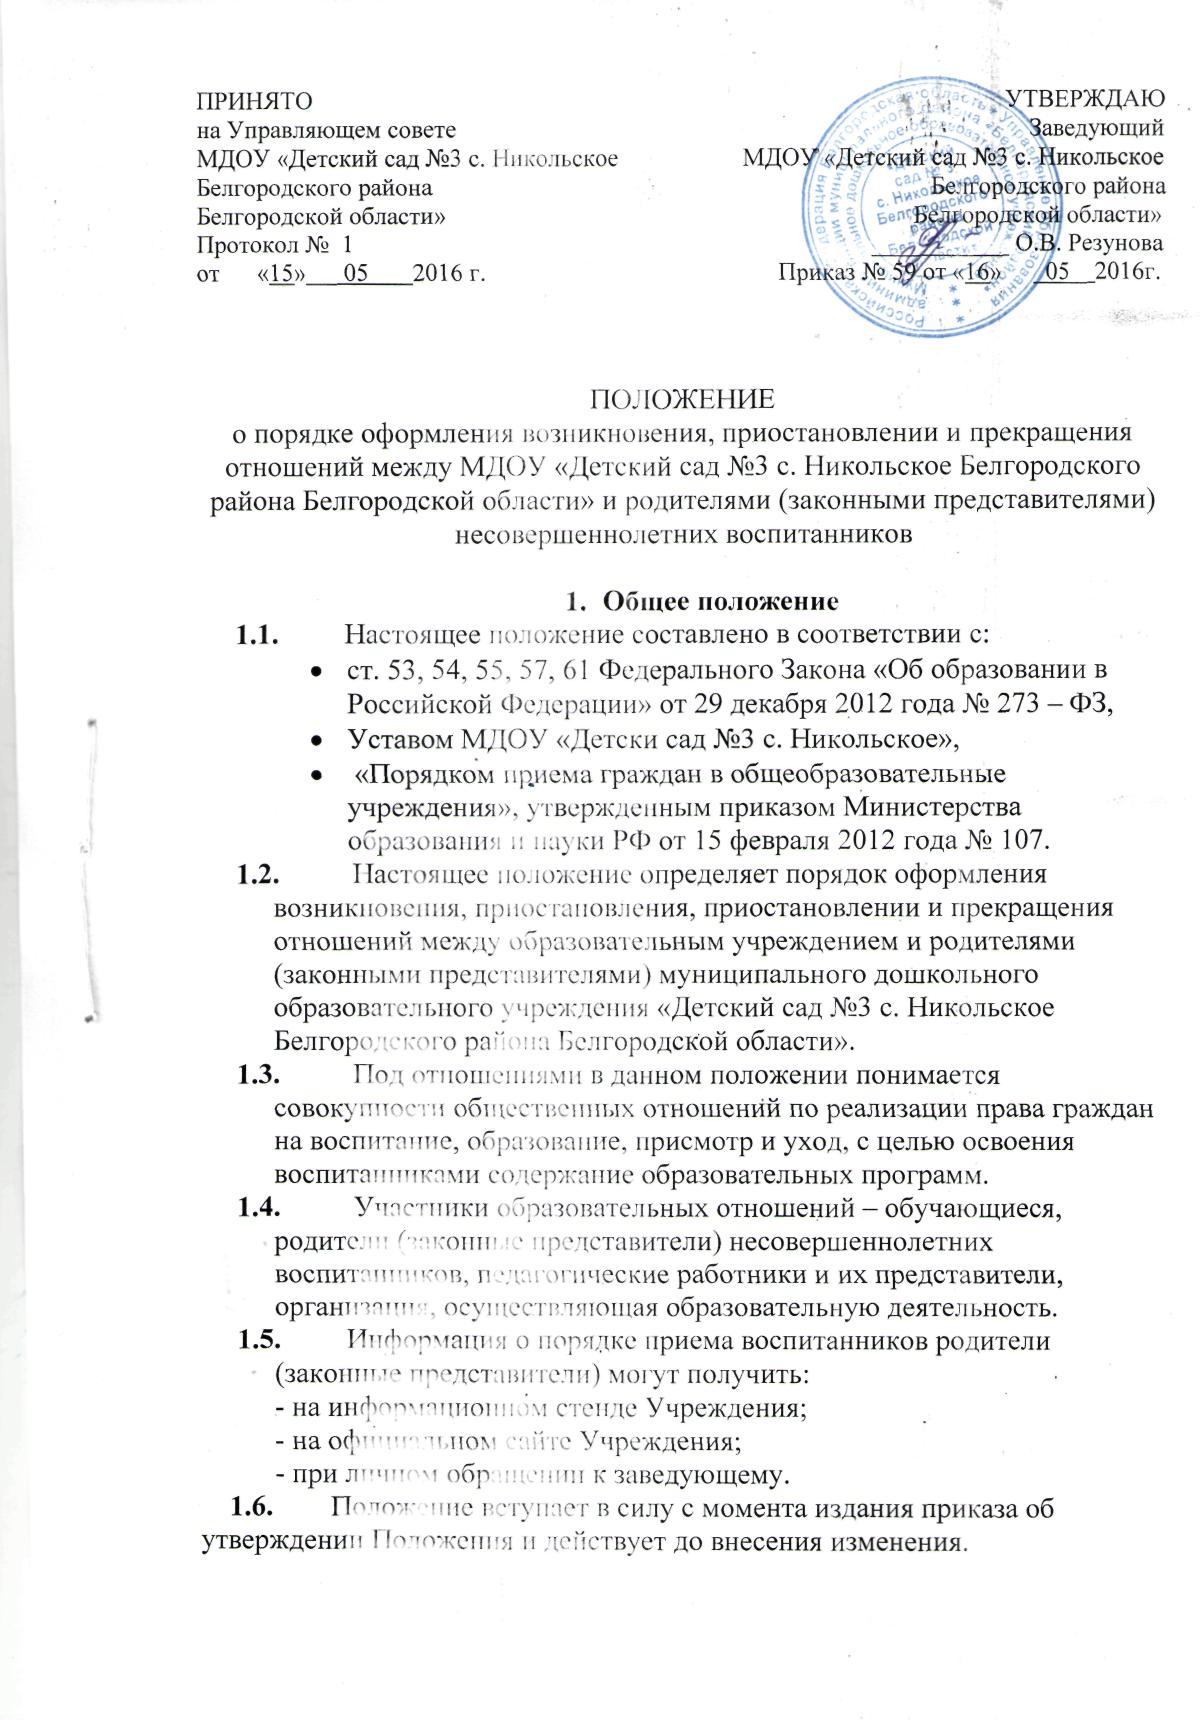 ПРИНЯТО
на Управляющем совете
МДОУ «Детский сад №3 с. Никольское
Белгородского района
Белгородской области»
Протокол № 1
от «15»___05____2016 г.
УТВЕРЖДАЮ
Заведующий
МДОУ «Детский сад №3 с. Никольское
Белгородского района
Белгородской области»
___________ О.В. Резунова
Приказ № 59 от «16» 05__2016г.
ПОЛОЖЕНИЕ
о порядке оформления возникновения, приостановлении и прекращения
отношений между МДОУ «Детский сад №3 с. Никольское Белгородского
района Белгородской области» и родителями (законными представителями)
несовершеннолетних воспитанников
1. Общее положение
1.1. Настоящее положение составлено в соответствии с:
• ст. 53, 54, 55, 57, 61 Федерального Закона «Об образовании в
Российской Федерации» от 29 декабря 2012 года № 273 – ФЗ,
• Уставом МДОУ «Детски сад №3 с. Никольское»,
• «Порядком приема граждан в общеобразовательные
учреждения», утвержденным приказом Министерства
образования и науки РФ от 15 февраля 2012 года № 107.
1.2. Настоящее положение определяет порядок оформления
возникновения, приостановления, приостановлении и прекращения
отношений между образовательным учреждением и родителями
(законными представителями) муниципального дошкольного
образовательного учреждения «Детский сад №3 с. Никольское
Белгородского района Белгородской области».
1.3. Под отношениями в данном положении понимается
совокупности общественных отношений по реализации права граждан
на воспитание, образование, присмотр и уход, с целью освоения
воспитанниками содержание образовательных программ.
1.4. Участники образовательных отношений – обучающиеся,
родители (законные представители) несовершеннолетних
воспитанников, педагогические работники и их представители,
организация, осуществляющая образовательную деятельность.
1.5. Информация о порядке приема воспитанников родители
(законные представители) могут получить:
- на информационном стенде Учреждения;
- на официальном сайте Учреждения;
- при личном обращении к заведующему.
1.6. Положение вступает в силу с момента издания приказа об
утверждении Положения и действует до внесения изменения.